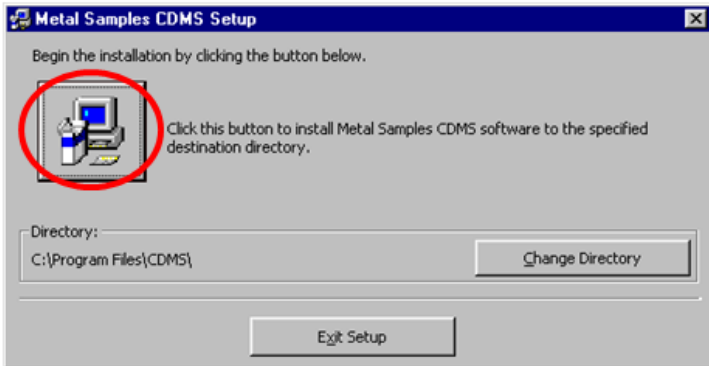 Metal Samples CDMS Setup
Begin the installation by clicking the button below.
Click this button to install Metal Samples CDMS software to the specified
destination directory.
Directory:
C:\Program Files\CDMS\
Change Directory
Exit Setup